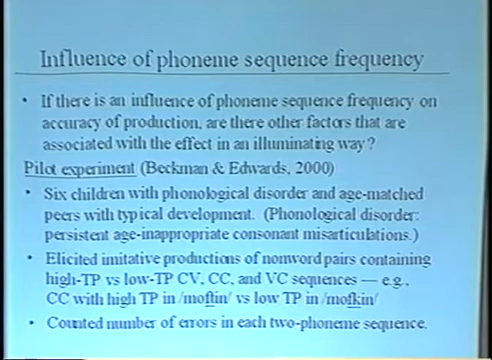 Influence of phoneme sequence frequency
• If there is an influence of phoneme sequence frequency on
accuracy of production, are there other factors that are
associated with the effect in an illuminating way?
Pilot experiment (Beckman & Edwards, 2000)
• Six children with phonological disorder and age-matched
peers with typical development. (Phonological disorder:
persistent age-inappropriate consonant misarticulations.)
• Elicited imitative productions of nonword pairs containing
high-TP vs low-TP CV, CC, and VC sequences — e.g.,
CC with high TP in /moftin/ vs low TP in /mofkin/
• Counted number of errors in each two-phoneme sequence.